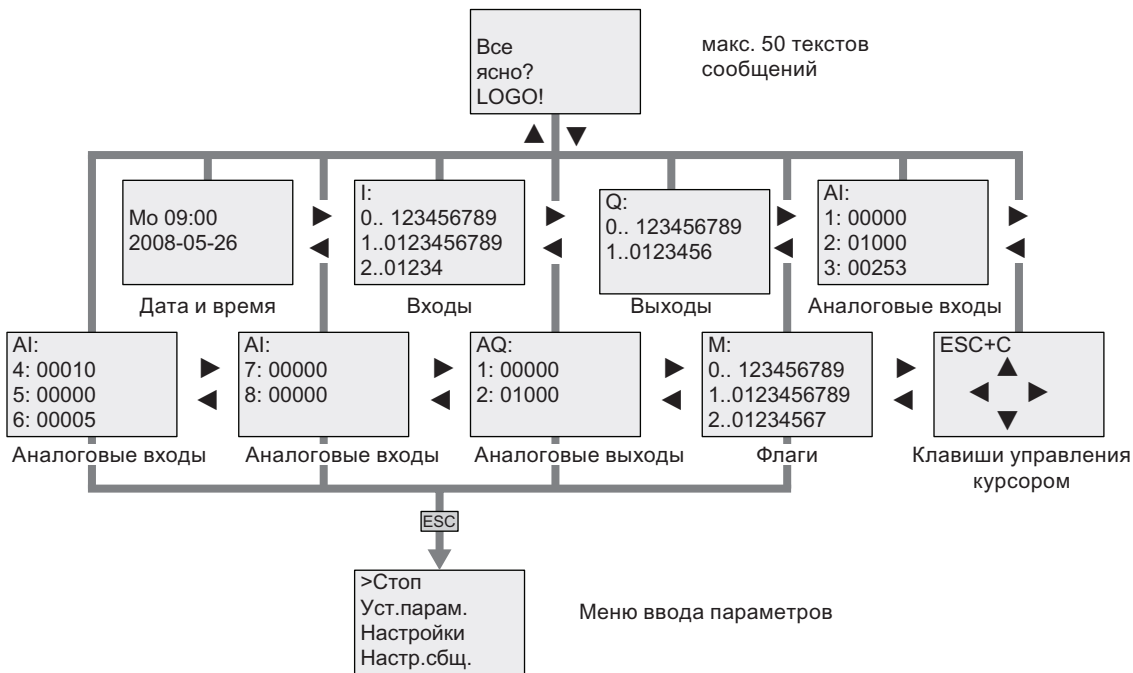 Все
ясно?
LOGO!
макс. 50 текстов
сообщений
Mo 09:00
2008-05-26
Дата и время
I:
0.. 123456789
1..0123456789
2..01234
Входы
Q:
0.. 123456789
1..0123456
Выходы
AI:
1: 00000
2: 01000
3: 00253
Аналоговые входы
AI:
4: 00010
5: 00000
6: 00005
Аналоговые входы
AI:
7: 00000
8: 00000
Аналоговые входы
AQ:
1: 00000
2: 01000
Аналоговые выходы
M:
0.. 123456789
1..0123456789
2..01234567
Флаги
ESC+C
Клавиши управления
курсором
ESC
>Стоп
Уст.парам.
Настройки
Настр.сбщ.
Меню ввода параметров